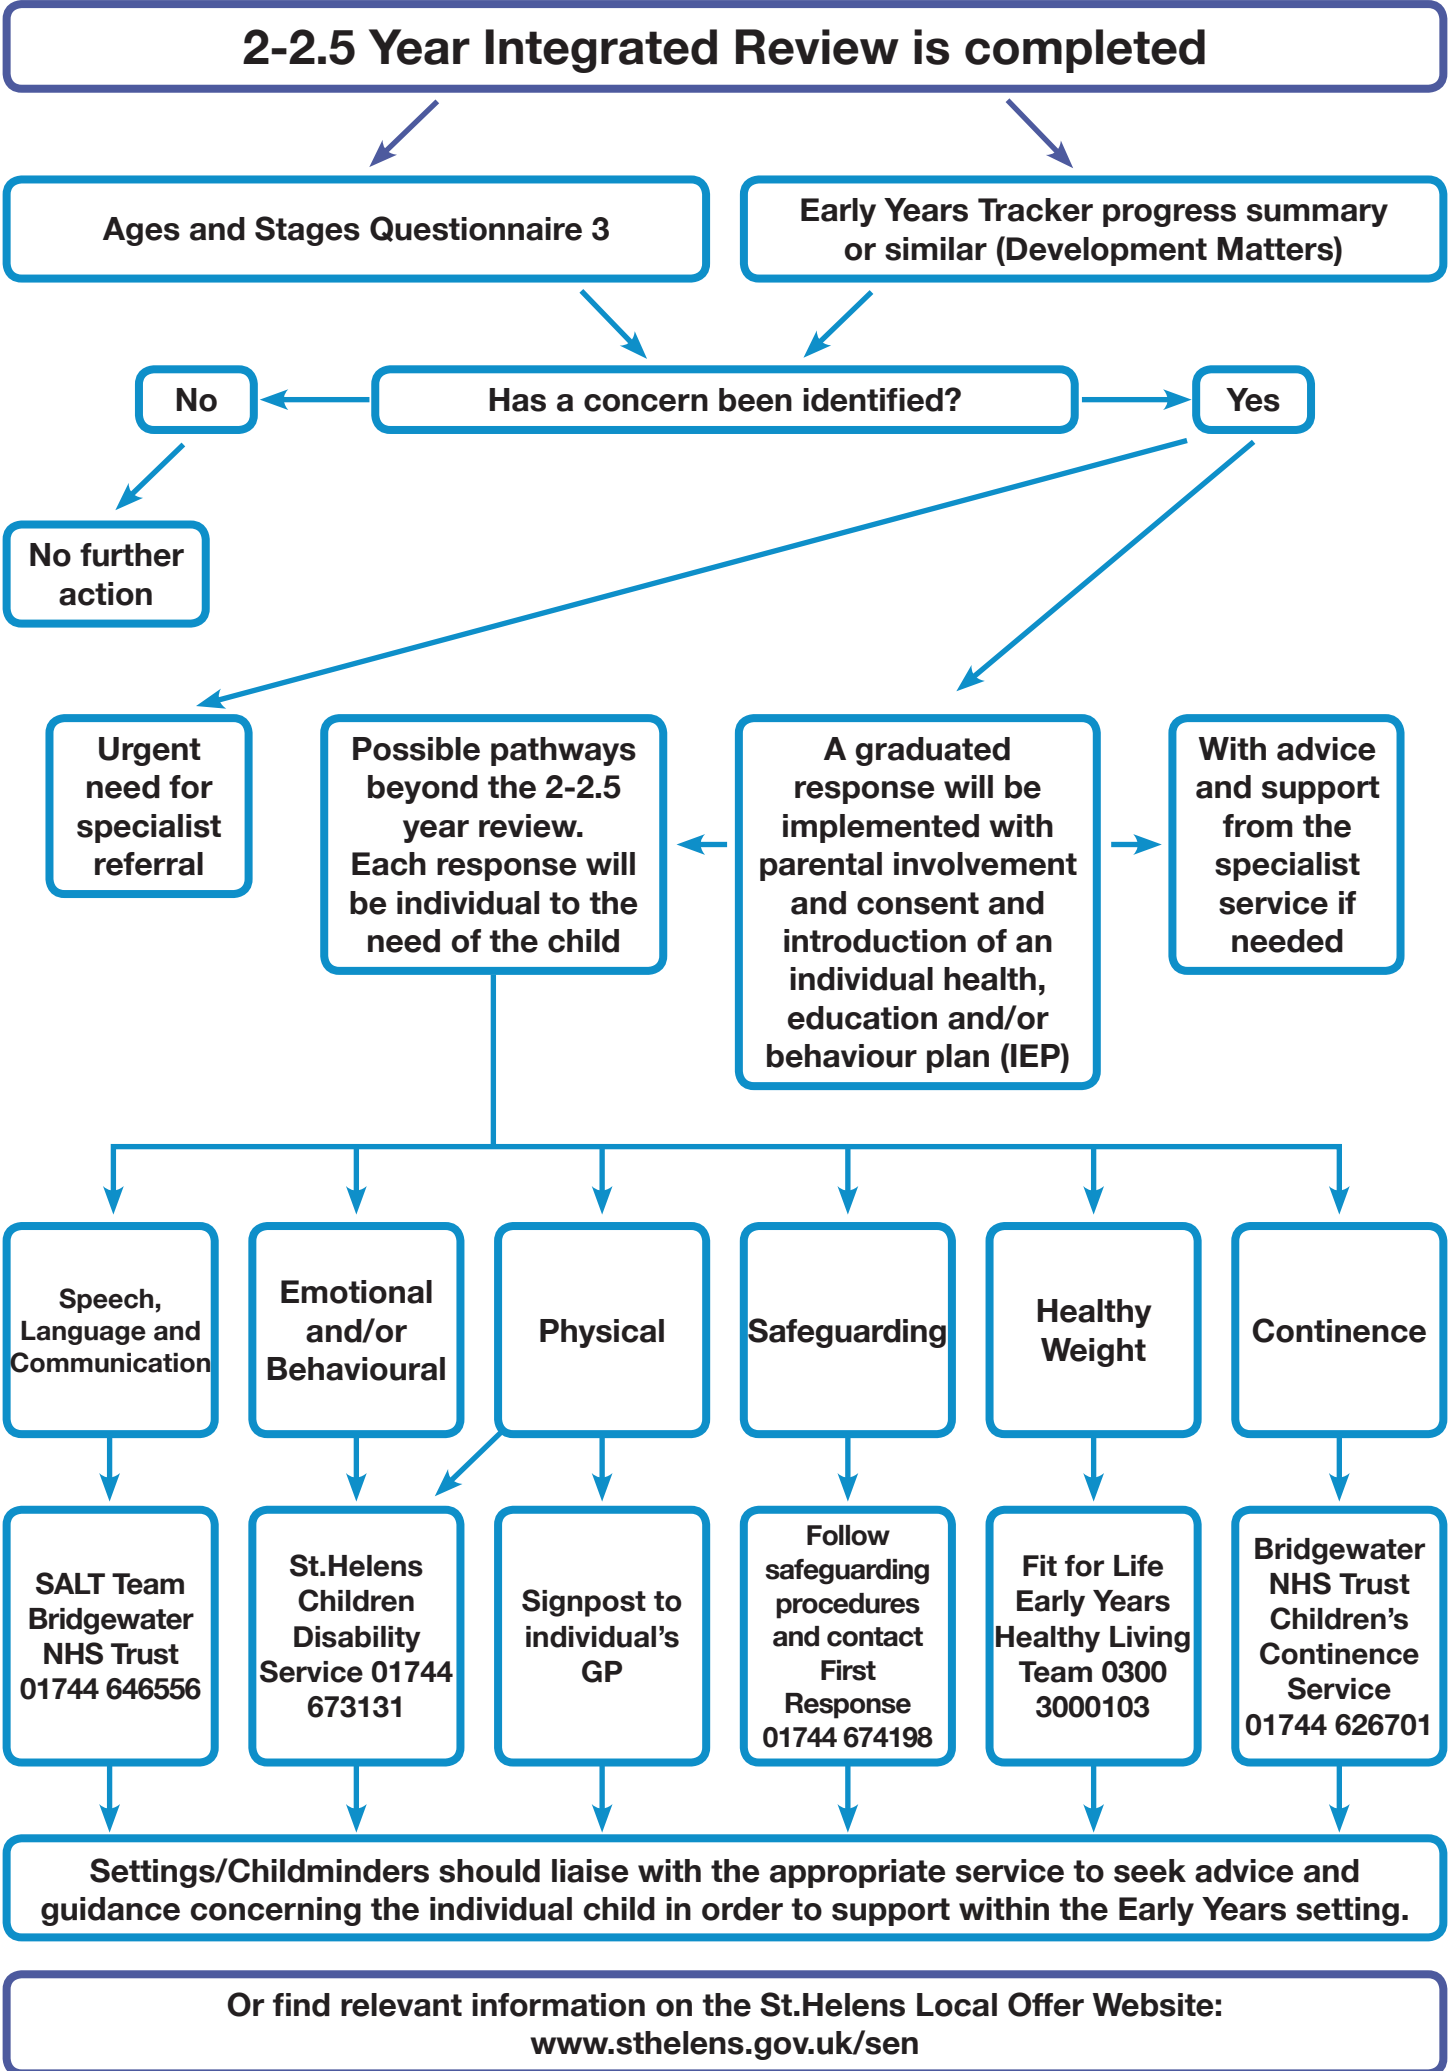 2-2.5 Year Integrated Review is completed
Ages and Stages Questionnaire 3
Early Years Tracker progress summary
or similar (Development Matters)
No
Has a concern been identified?
Yes
No further
action
Urgent
need for
specialist
referral
Possible pathways
beyond the 2-2.5
year review.
Each response will
be individual to the
need of the child
A graduated
response will be
implemented with
parental involvement
and consent and
introduction of an
individual health,
education and/or
behaviour plan (IEP)
With advice
and support
from the
specialist
service if
needed
Speech,
Language and
Communication
Emotional
and/or
Behavioural
Physical
Safeguarding
Healthy
Weight
Continence
SALT Team
Bridgewater
NHS Trust
01744 646556
St.Helens
Children
Disability
Service 01744
673131
Signpost to
individual’s
GP
Follow
safeguarding
procedures
and contact
First
Response
01744 674198
Fit for Life
Early Years
Healthy Living
Team 0300
3000103
Bridgewater
NHS Trust
Children’s
Continence
Service
01744 626701
Settings/Childminders should liaise with the appropriate service to seek advice and
guidance concerning the individual child in order to support within the Early Years setting.
Or find relevant information on the St.Helens Local Offer Website:
www.sthelens.gov.uk/sen